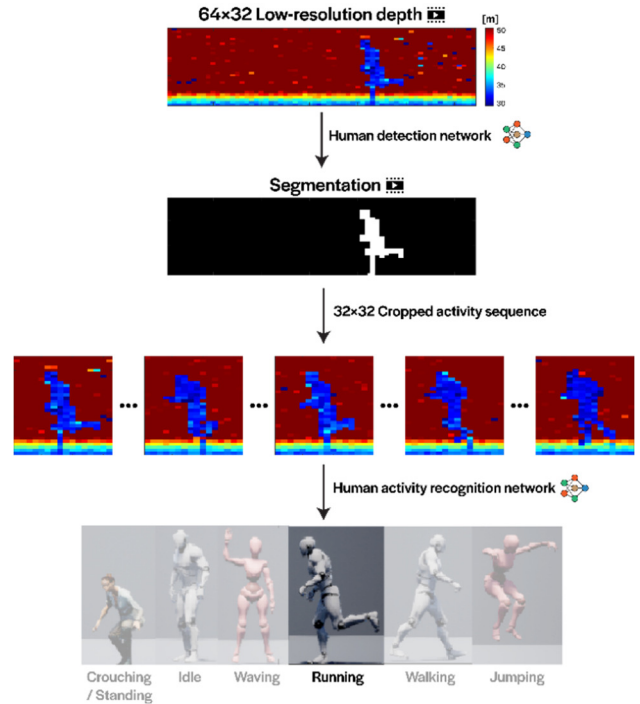 64×32 Low-resolution depth
[m]
50
45
40
35
30
Human detection network
Segmentation
32×32 Cropped activity sequence
••• ••• ••• •••
Human activity recognition network
Crouching / Standing
Idle
Waving
Running
Walking
Jumping